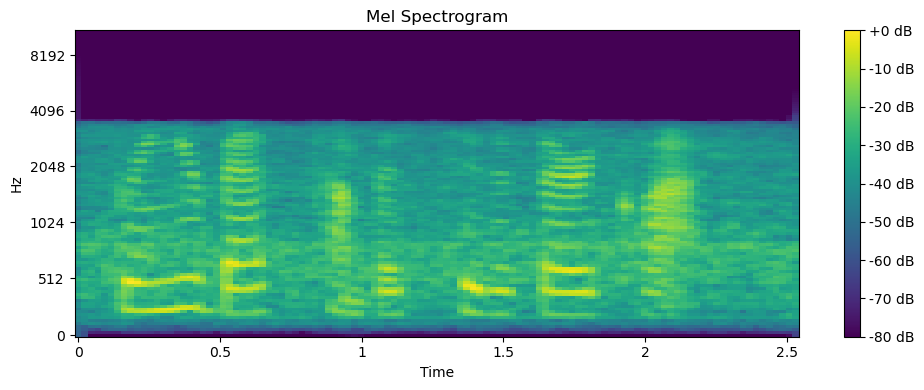 Mel Spectrogram
Hz
8192
4096
2048
1024
512
0
0 0.5 1 1.5 2 2.5
Time
+0 dB
-10 dB
-20 dB
-30 dB
-40 dB
-50 dB
-60 dB
-70 dB
-80 dB